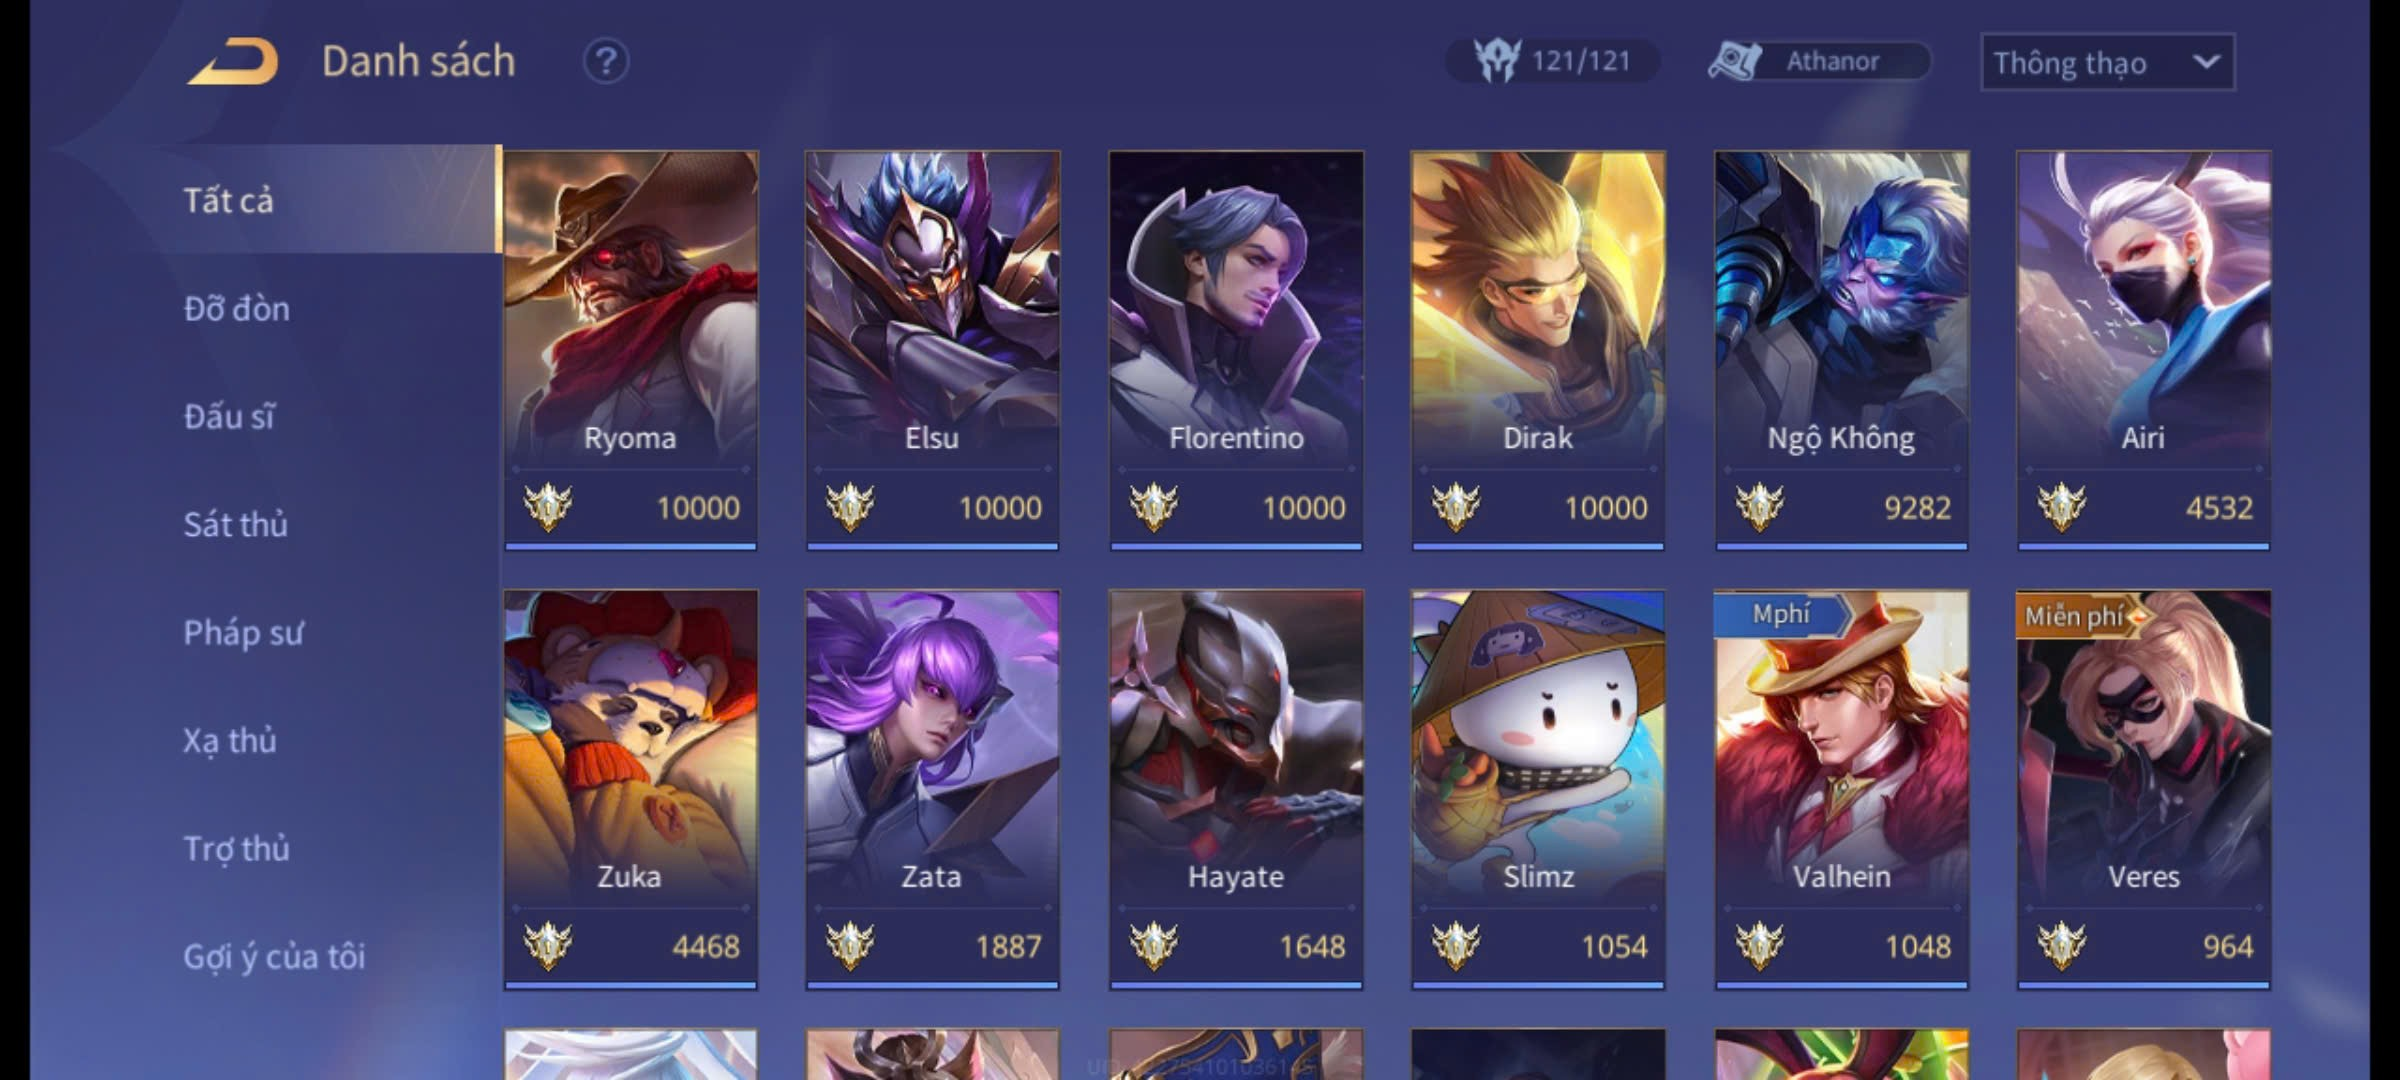 Danh sách
?
121/121
Athanor
Thông thạo
Tất cả
Đỡ đòn
Đấu sĩ
Sát thủ
Pháp sư
Xạ thủ
Trợ thủ
Gợi ý của tôi
Ryoma
Elsu
Florentino
Dirak
Ngộ Không
Airi
10000
10000
10000
10000
9282
4532
Mphí
Miễn phí
Zuka
Zata
Hayate
Slimz
Valhein
Veres
4468
1887
1648
1054
1048
964